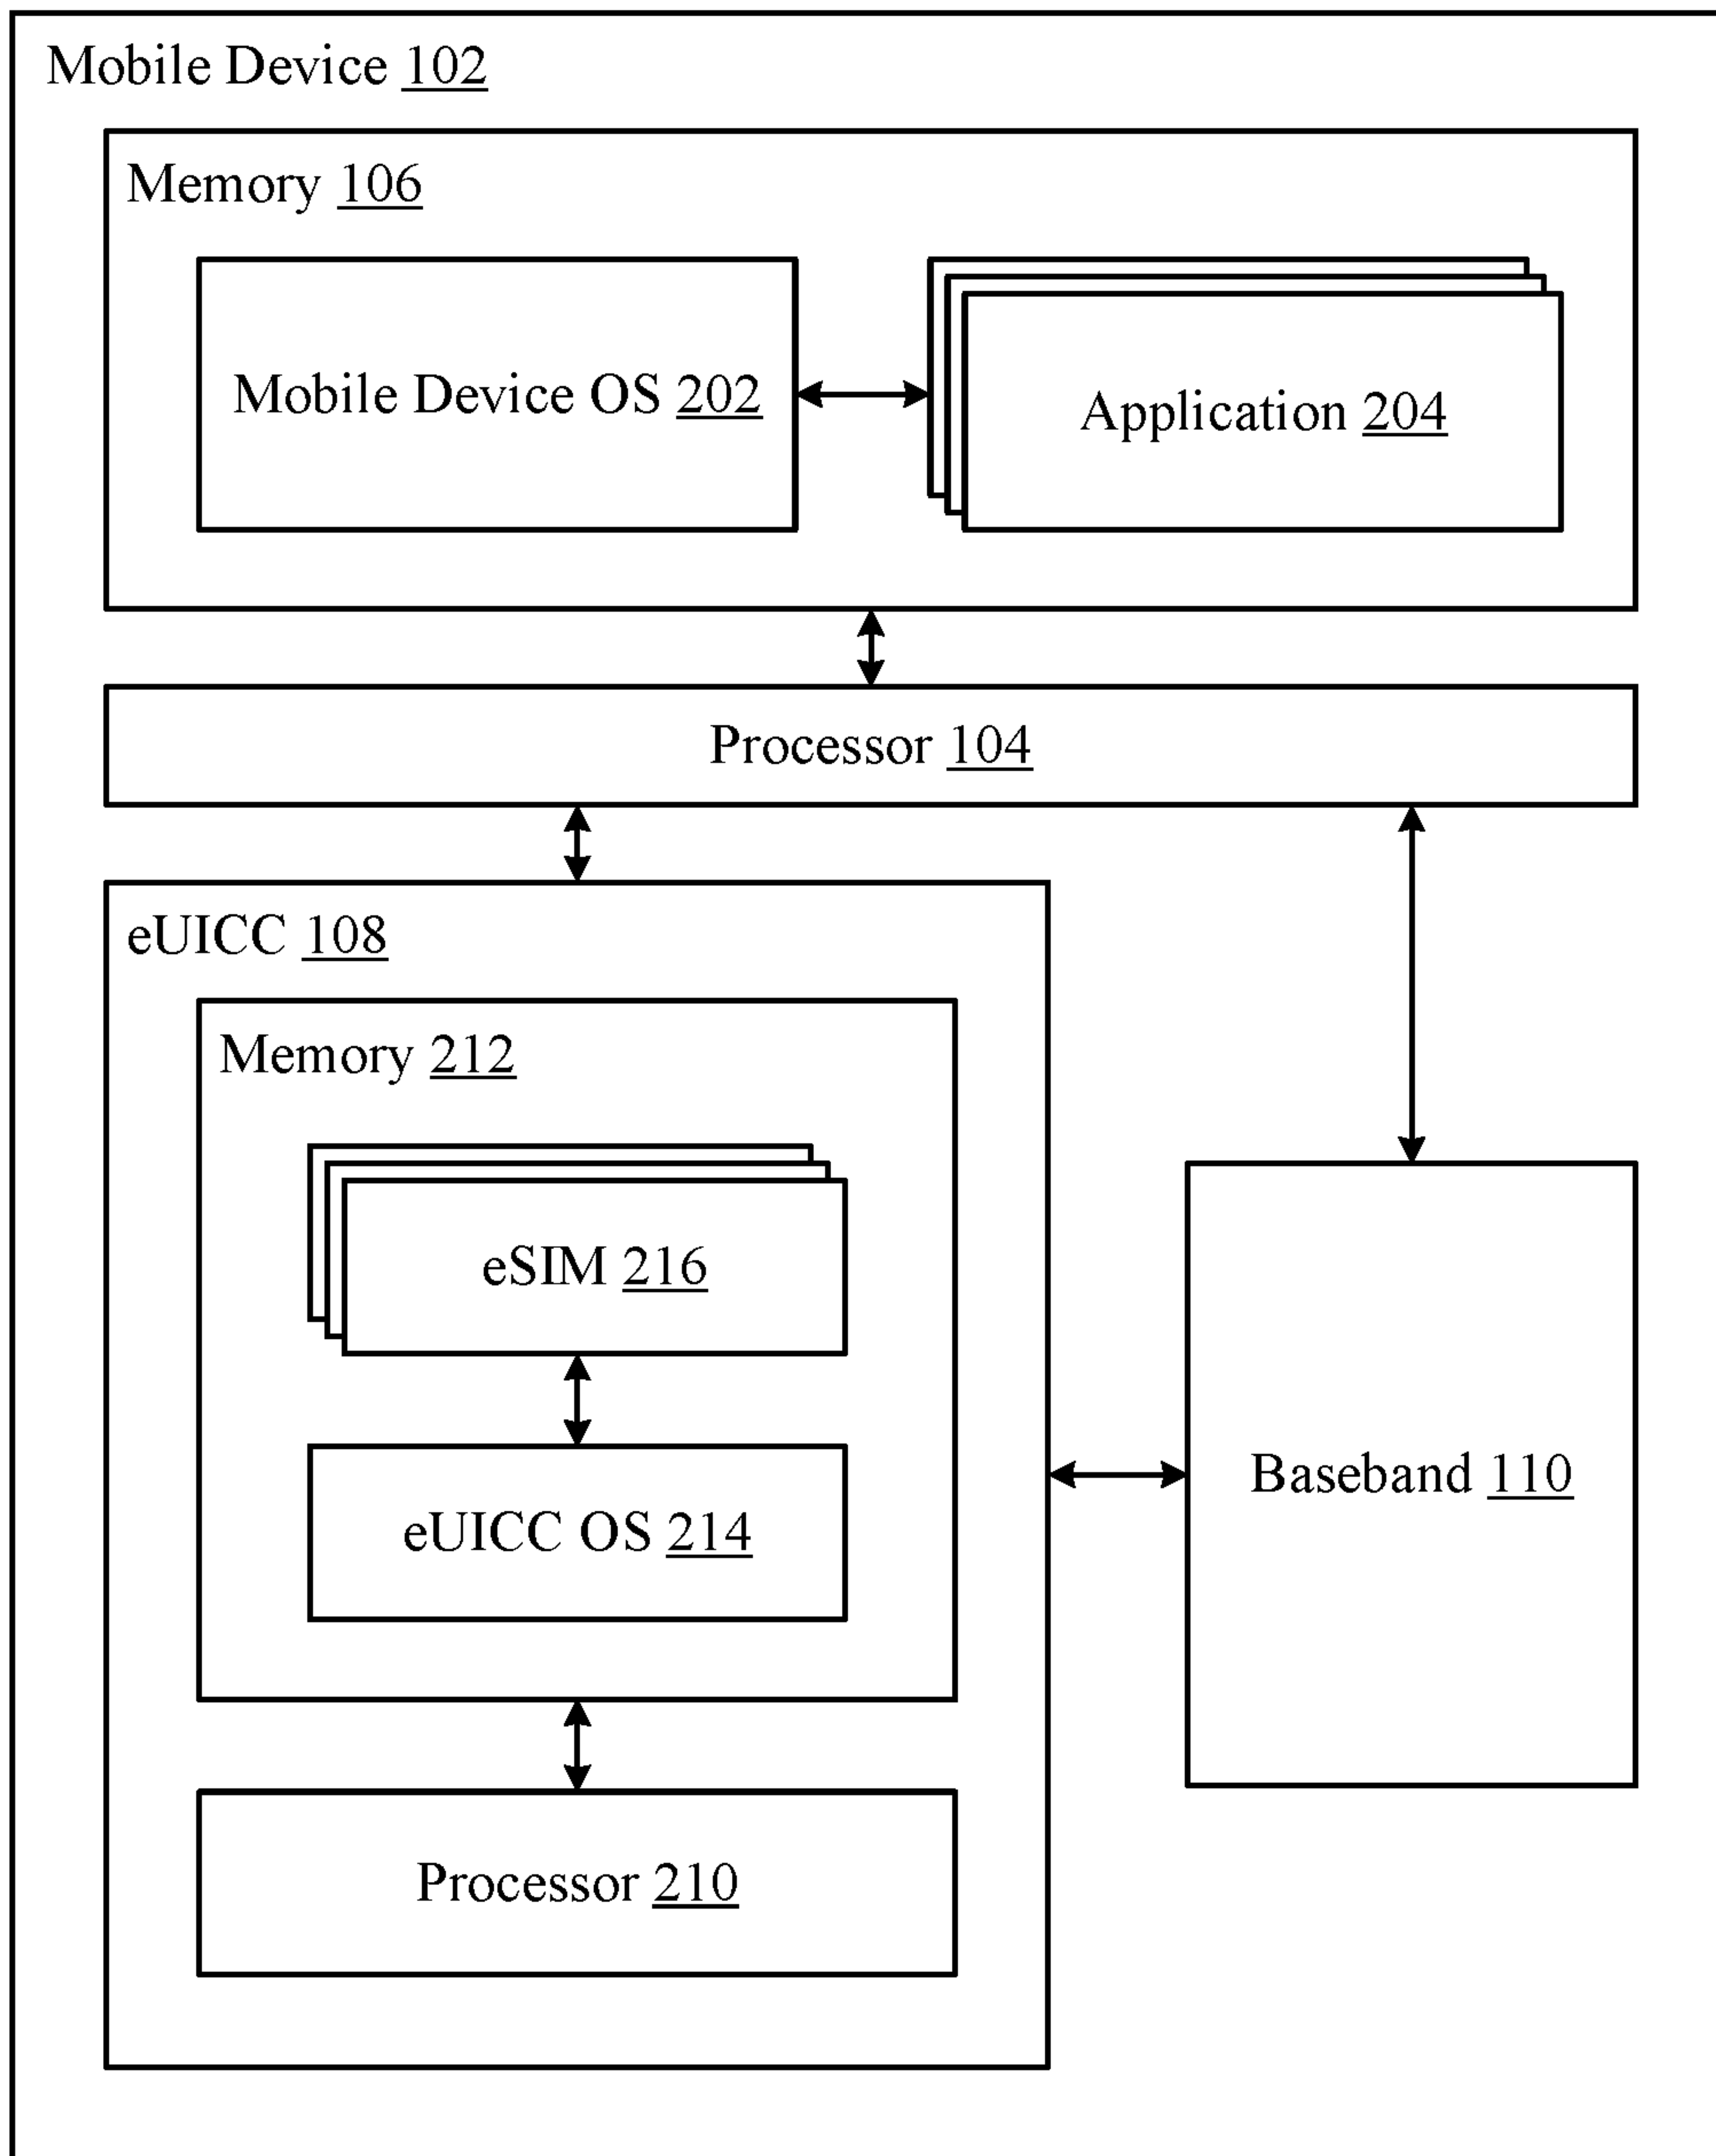 Mobile Device 102
Memory 106
Mobile Device OS 202
Application 204
Processor 104
eUICC 108
Memory 212
eSIM 216
eUICC OS 214
Baseband 110
Processor 210